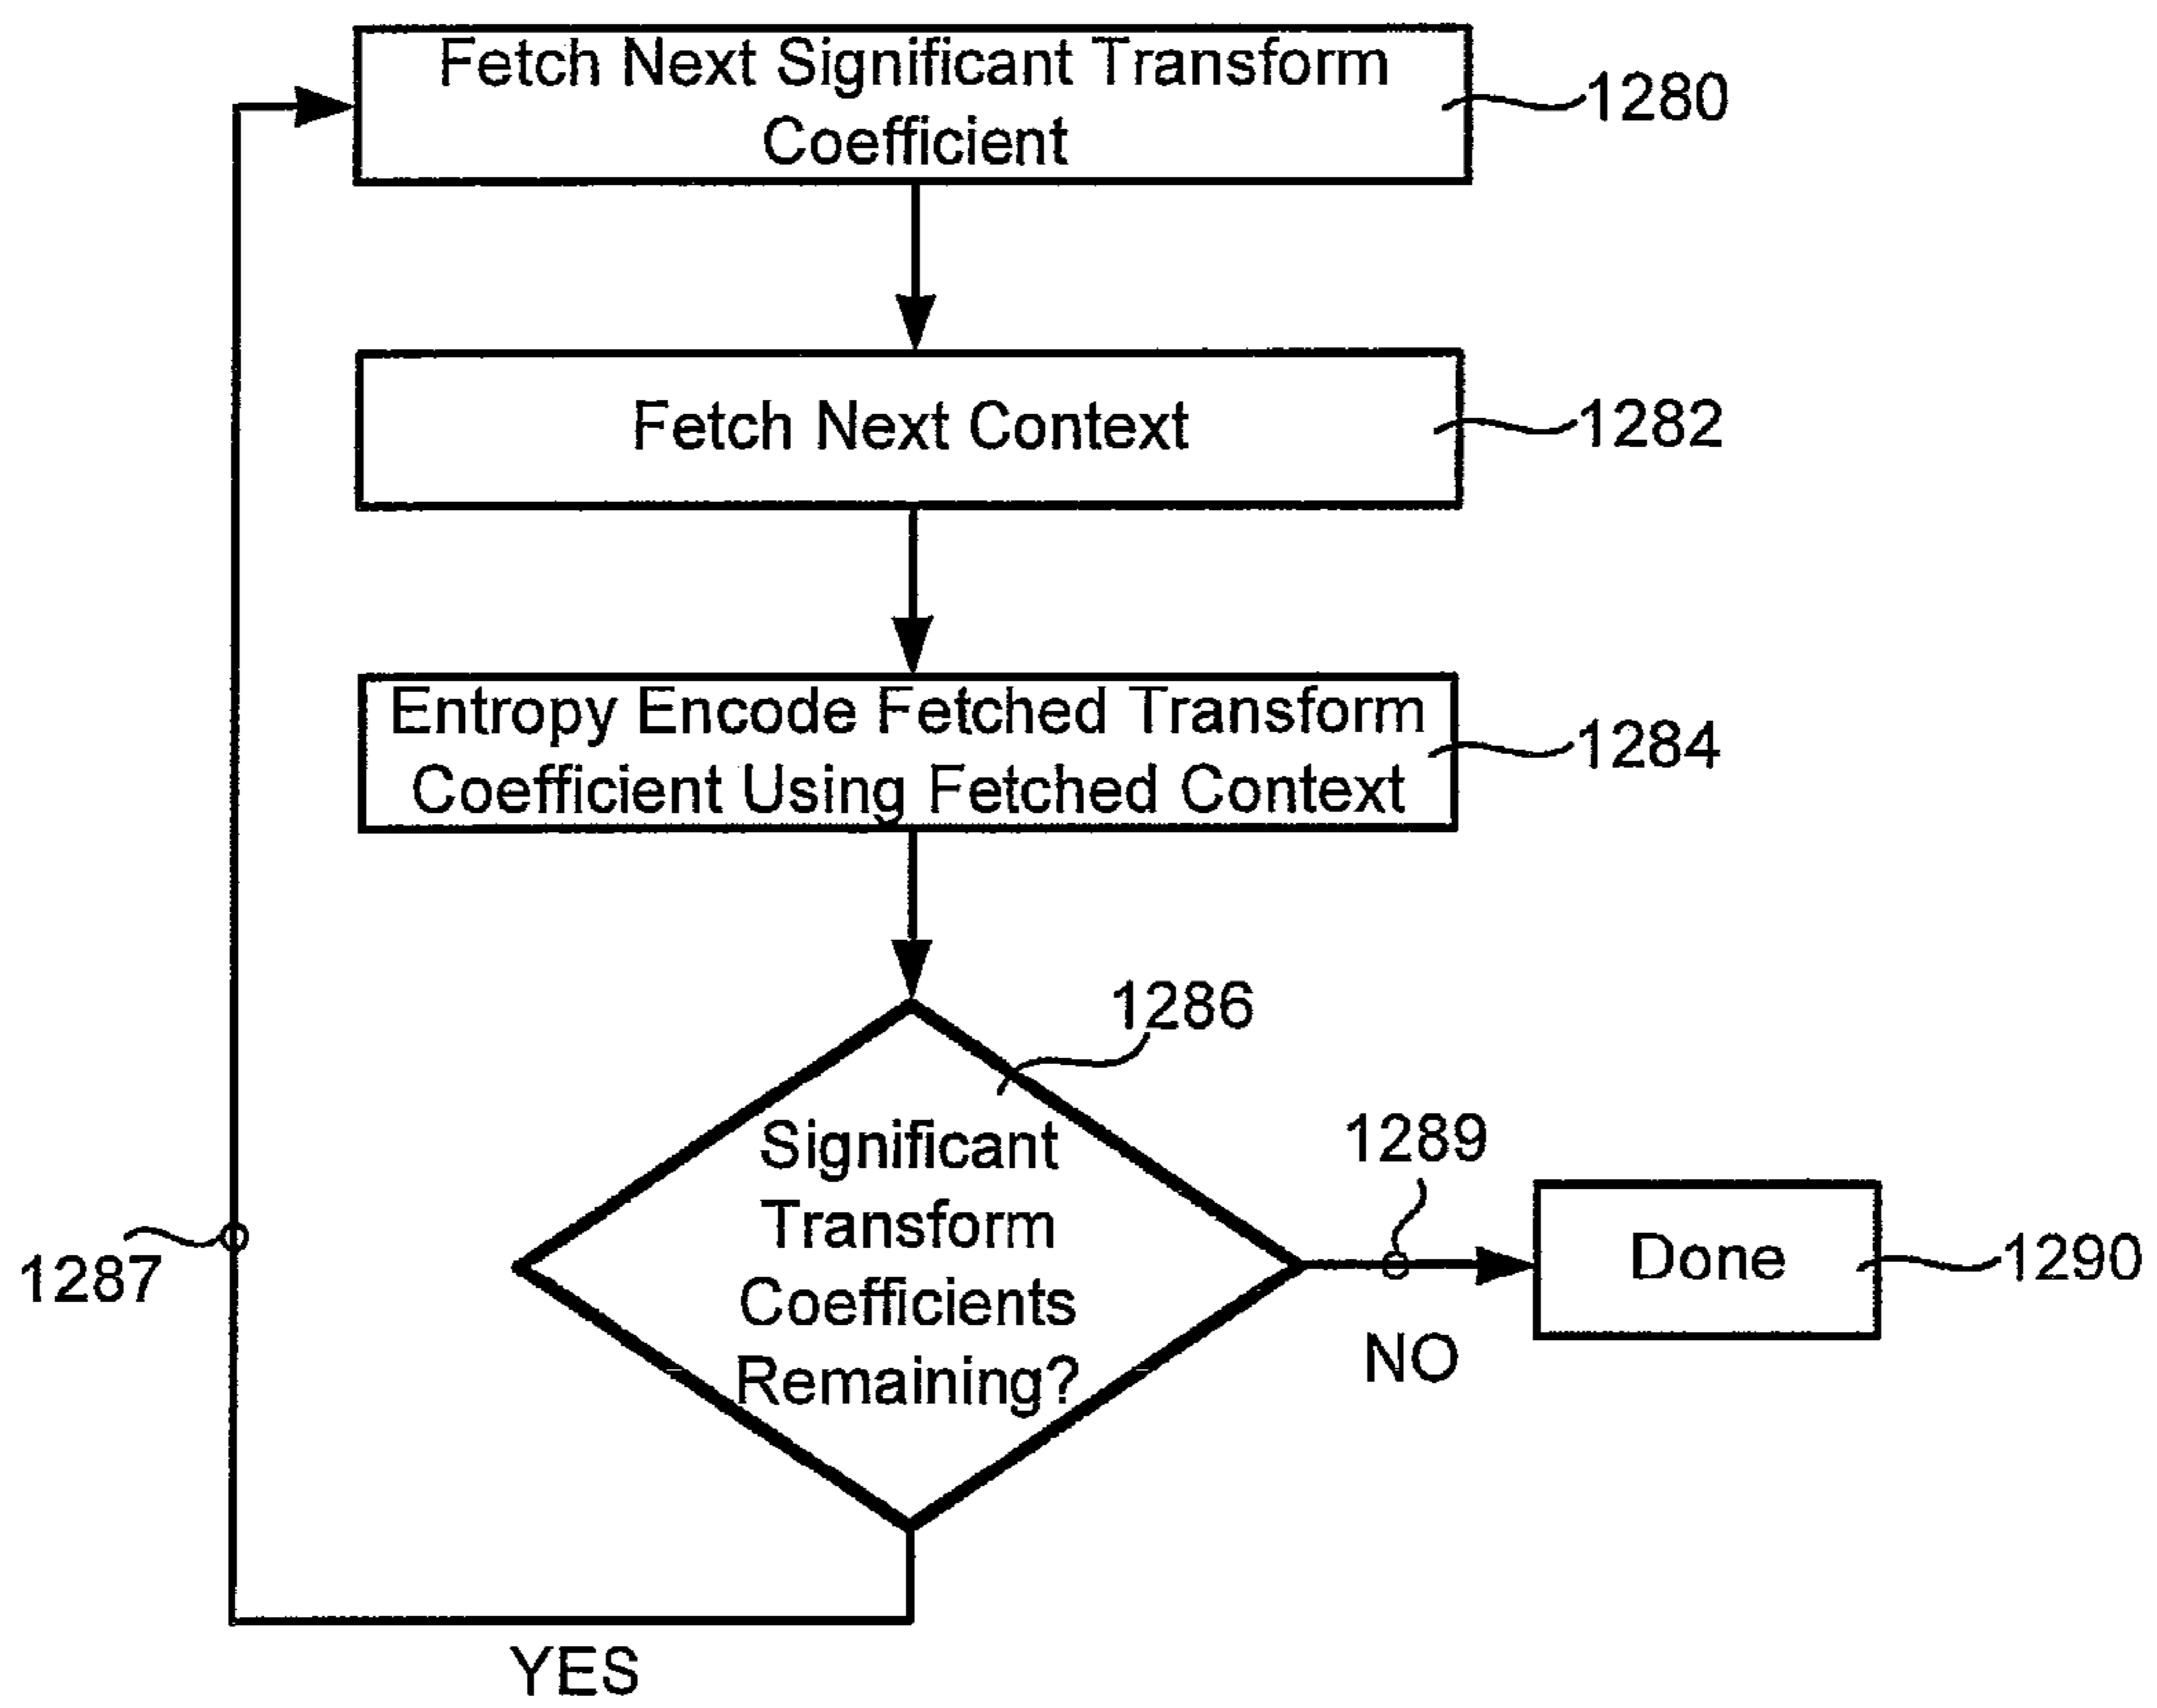 Fetch Next Significant Transform
Coefficient
1280
Fetch Next Context
1282
Entropy Encode Fetched Transform
Coefficient Using Fetched Context
1284
1286
Significant
Transform
Coefficients
Remaining?
1289
NO
Done
1290
1287
YES